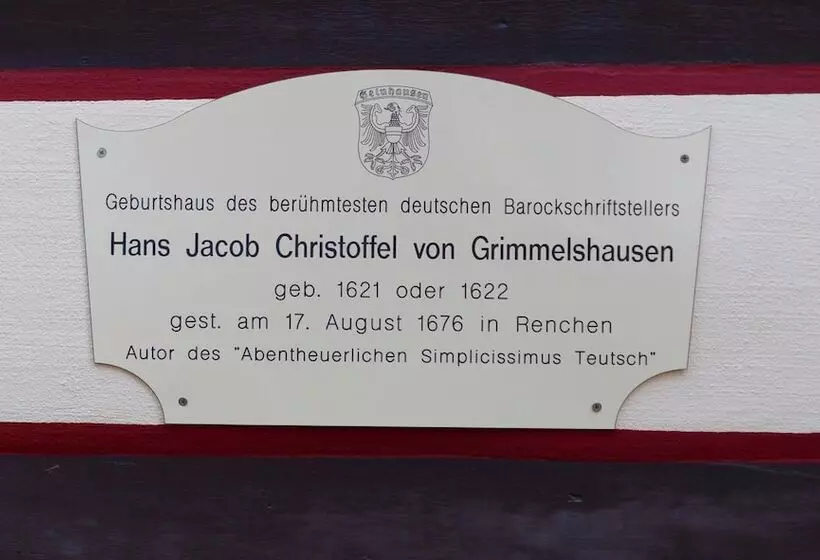 Gelnhausen
Geburtshaus des berühmtesten deutschen Barockschriftstellers
Hans Jacob Christoffel von Grimmelshausen
geb. 1621 oder 1622
gest. am 17. August 1676 in Renchen
Autor des "Abentheuerlichen Simplicissimus Teutsch"